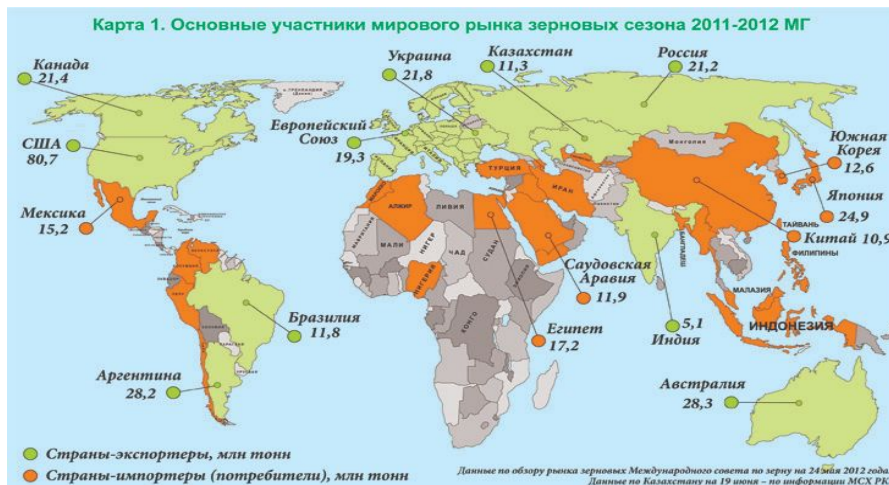 Карта 1. Основные участники мирового рынка зерновых сезона 2011-2012 МГ
Канада
21,4
США
80,7
Мексика
15,2
Бразилия
11,8
Аргентина
28,2
Европейский
Союз
19,3
Украина
21,8
Казахстан
11,3
Россия
21,2
Южная
Корея
12,6
Япония
24,9
Китай 10,9
Саудовская
Аравия
11,9
Египет
17,2
5,1
Индия
Австралия
28,3
ТУРЦИЯ
ИРАН
Монголия
АЛЖИР
ЛИВИЯ
МАЛИ
НИГЕР
ЧАД
СУДАН
НИГЕРИЯ
КОНГО
БАНГЛАДЕШ
ТАЙВАНЬ
ФИЛИПИНЫ
МАЛАЗИЯ
ИНДОНЕЗИЯ
Страны-экспортеры, млн тонн
Страны-импортеры (потребители), млн тонн
Данные по обзору рынка зерновых Международного совета по зерну на 24 мая 2012 года.
Данные по Казахстану на 19 июня – по информации МСХ РК